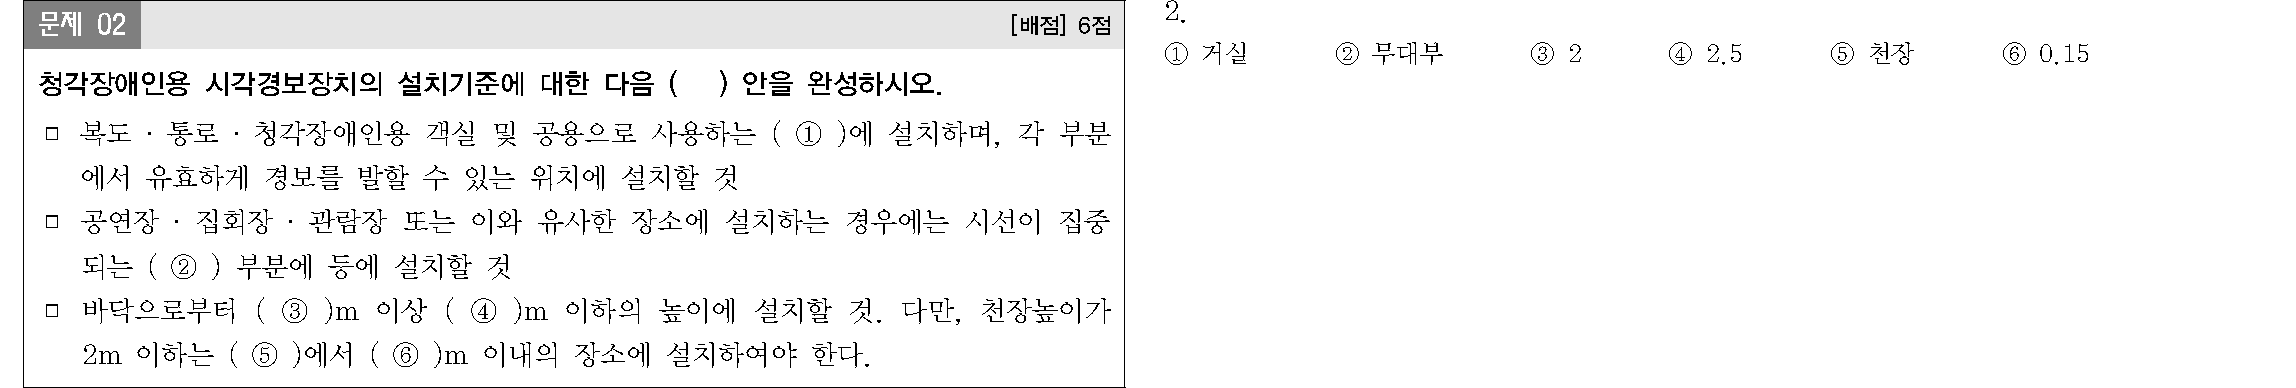 문제 02
[배점] 6점
청각장애인용 시각경보장치의 설치기준에 대한 다음 (   ) 안을 완성하시오.
□ 복도 · 통로 · 청각장애인용 객실 및 공용으로 사용하는 ( ① )에 설치하며, 각 부분
에서 유효하게 경보를 발할 수 있는 위치에 설치할 것
□ 공연장 · 집회장 · 관람장 또는 이와 유사한 장소에 설치하는 경우에는 시선이 집중
되는 ( ② ) 부분에 등에 설치할 것
□ 바닥으로부터 ( ③ )m 이상 ( ④ )m 이하의 높이에 설치할 것. 다만, 천장높이가
2m 이하는 ( ⑤ )에서 ( ⑥ )m 이내의 장소에 설치하여야 한다.
2.
① 거실 ② 무대부 ③ 2 ④ 2.5 ⑤ 천장 ⑥ 0.15